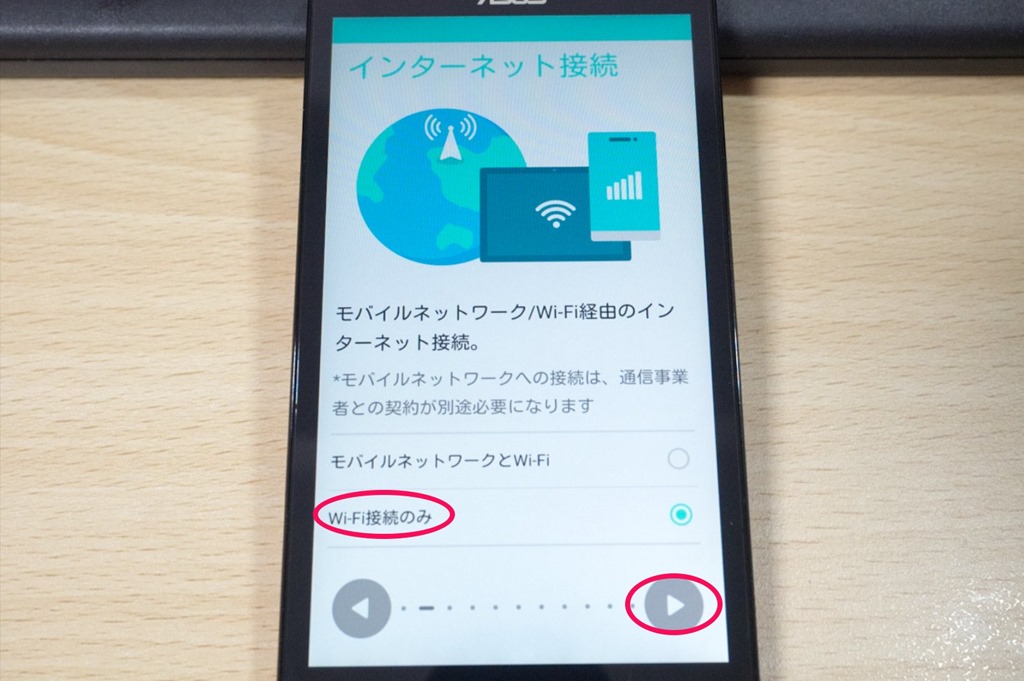 ASUS
インターネット接続
モバイルネットワーク/Wi-Fi経由のイン
ターネット接続。
*モバイルネットワークへの接続は、通信事業
者との契約が別途必要になります
モバイルネットワークとWi-Fi
Wi-Fi接続のみ